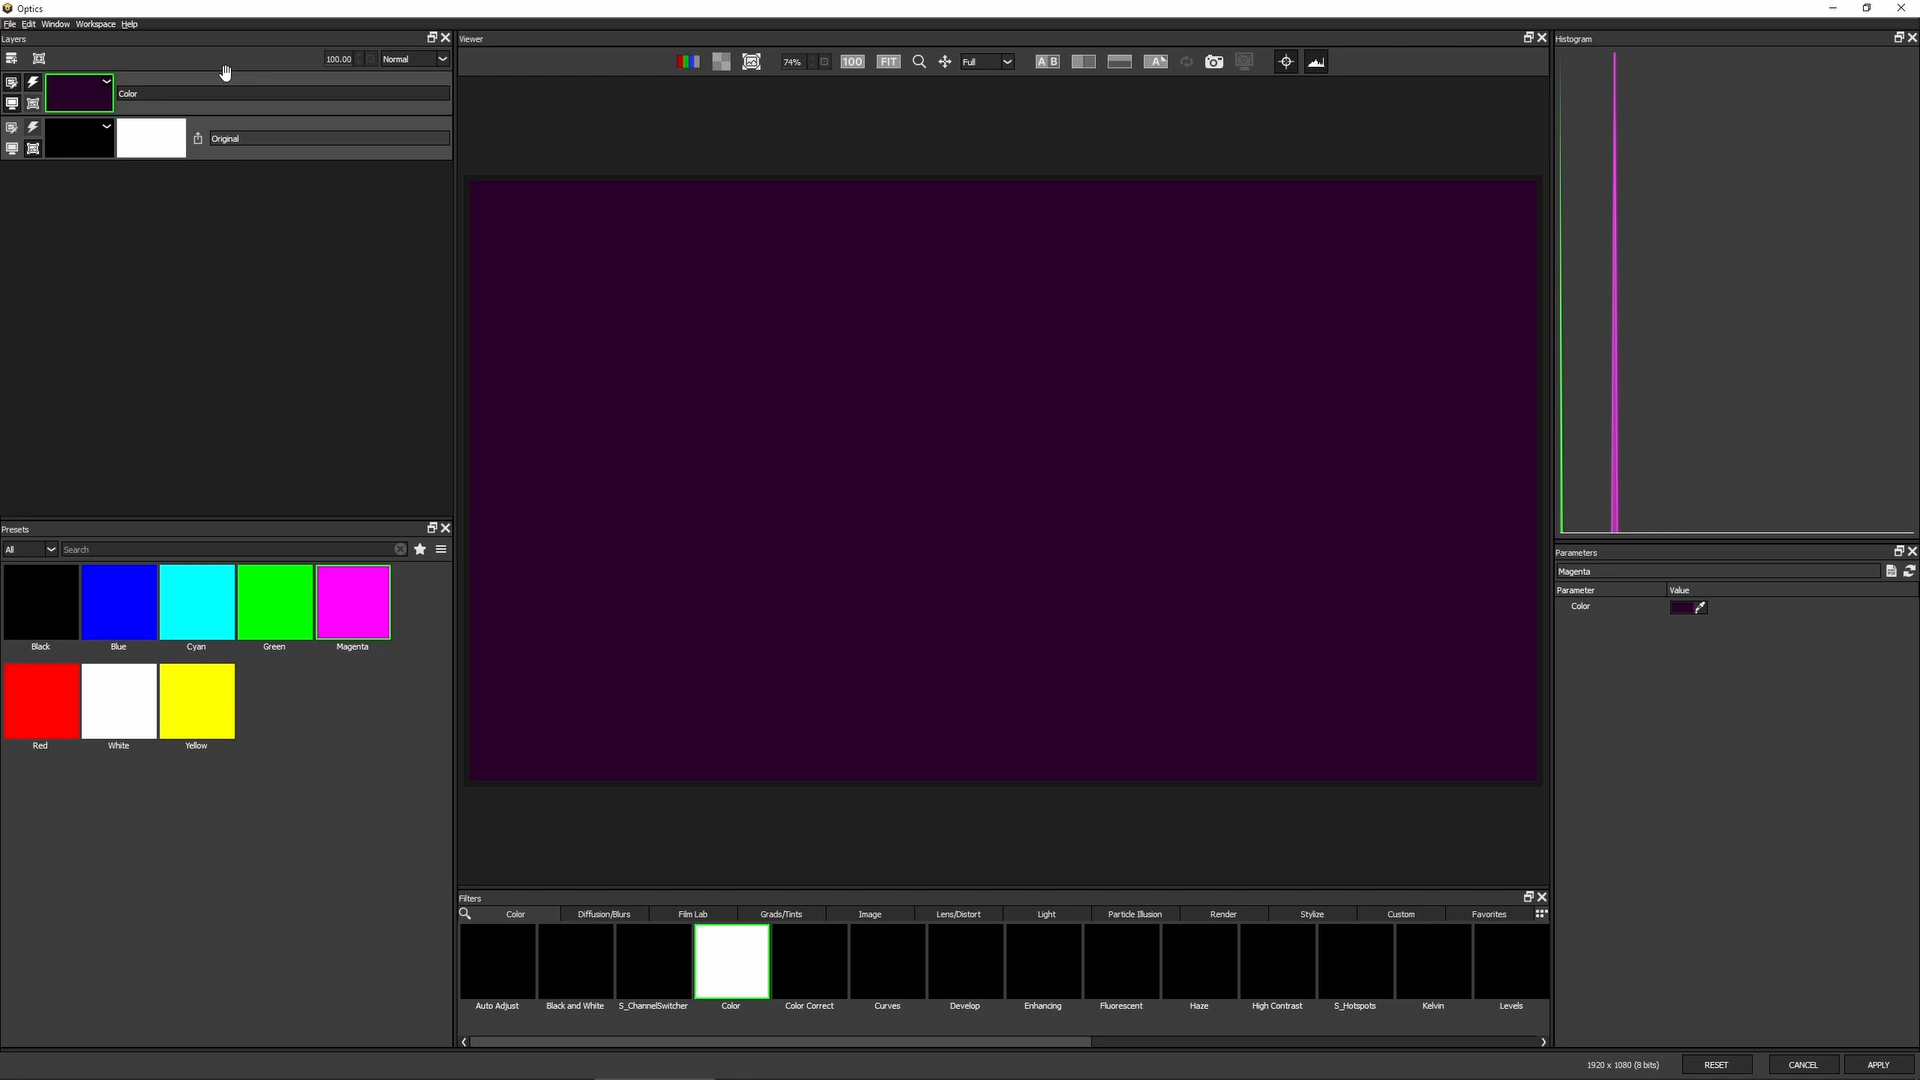 Optics
File Edit Window Workspace Help
Layers
100.00 Normal
Color
Original
Presets
All Search
Black Blue Cyan Green Magenta
Red White Yellow
Viewer
74% 100 FIT Full A B A
Histogram
Parameters
Magenta
Parameter Value
Color
Filters
Color Diffusion/Blurs Film Lab Grads/Tints Image Lens/Distort Light Particle Illusion Render Stylize Custom Favorites
Auto Adjust Black and White S_ChannelSwitcher Color Color Correct Curves Develop Enhancing Fluorescent Haze High Contrast S_Hotspots Kelvin Levels
1920 x 1080 (8 bits) RESET CANCEL APPLY